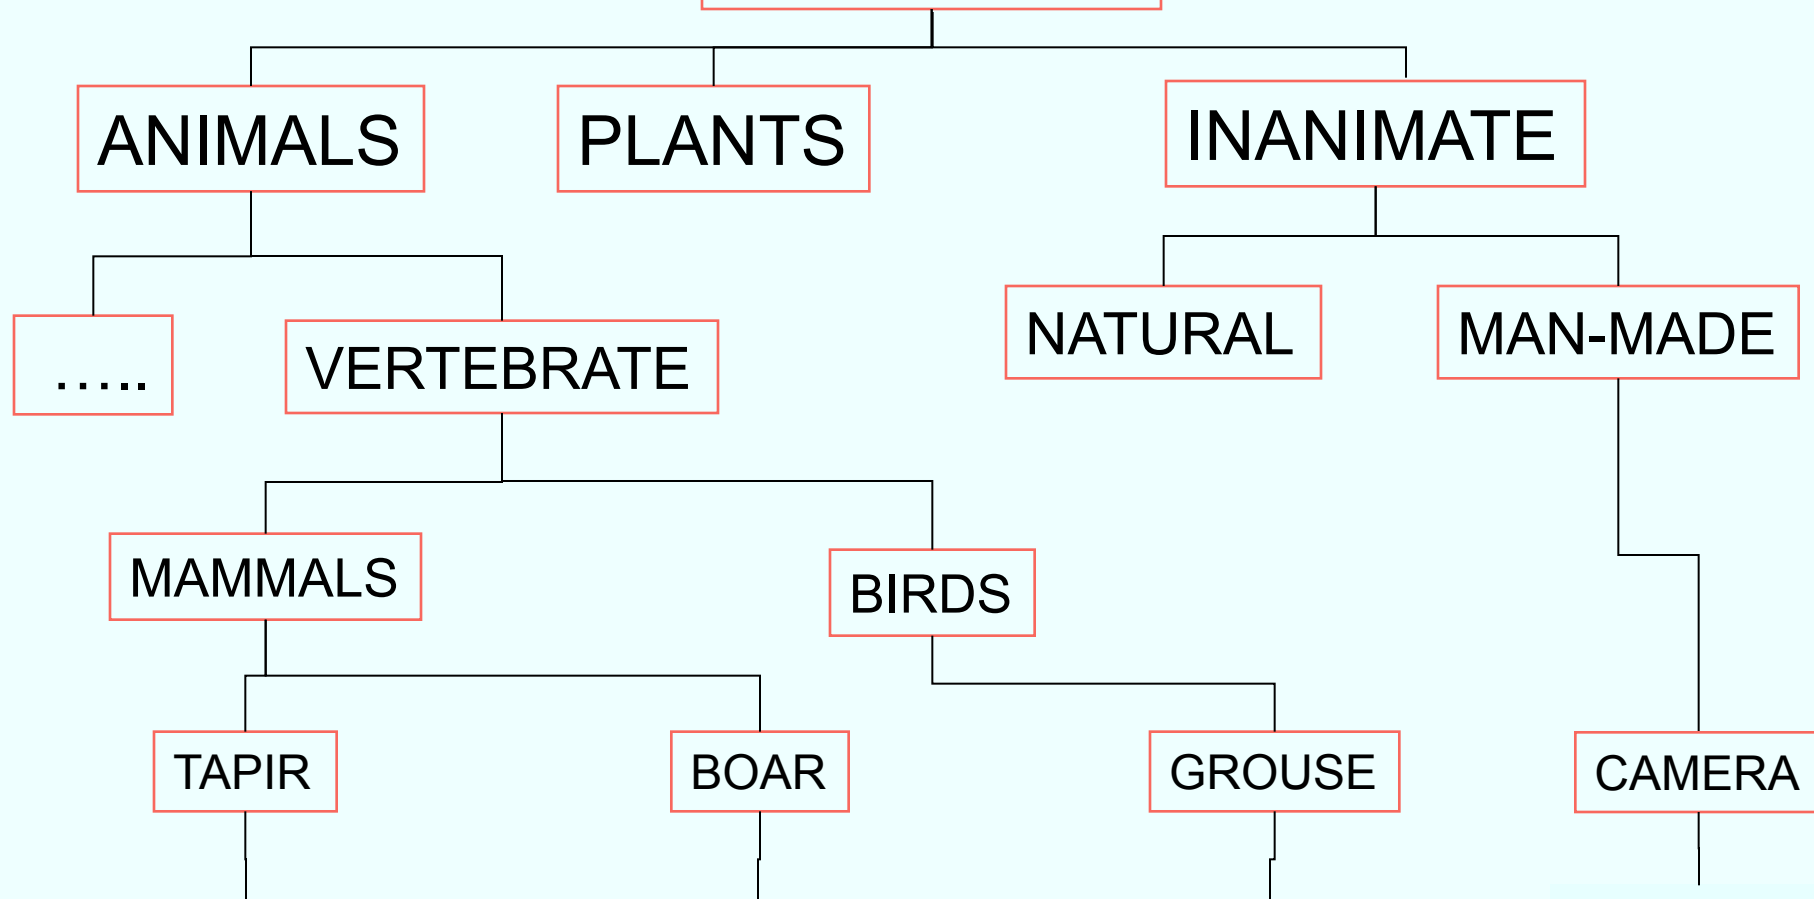 ANIMALS
PLANTS
INANIMATE
…..
VERTEBRATE
NATURAL
MAN-MADE
MAMMALS
BIRDS
TAPIR
BOAR
GROUSE
CAMERA